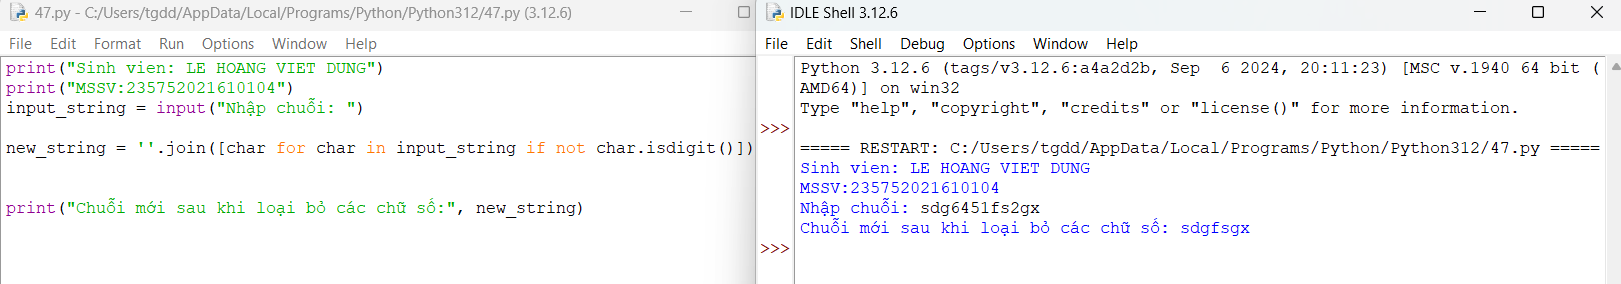 47.py - C:/Users/tgdd/AppData/Local/Programs/Python/Python312/47.py (3.12.6)
File Edit Format Run Options Window Help
print("Sinh vien: LE HOANG VIET DUNG")
print("MSSV:235752021610104")
input_string = input("Nhập chuỗi: ")
new_string = ''.join([char for char in input_string if not char.isdigit()])
print("Chuỗi mới sau khi loại bỏ các chữ số:", new_string)
IDLE Shell 3.12.6
File Edit Shell Debug Options Window Help
Python 3.12.6 (tags/v3.12.6:a4a2d2b, Sep  6 2024, 20:11:23) [MSC v.1940 64 bit (
AMD64)] on win32
Type "help", "copyright", "credits" or "license()" for more information.
>>>
===== RESTART: C:/Users/tgdd/AppData/Local/Programs/Python/Python312/47.py =====
Sinh vien: LE HOANG VIET DUNG
MSSV:235752021610104
Nhập chuỗi: sdg6451fs2gx
Chuỗi mới sau khi loại bỏ các chữ số: sdgfsgx
>>>